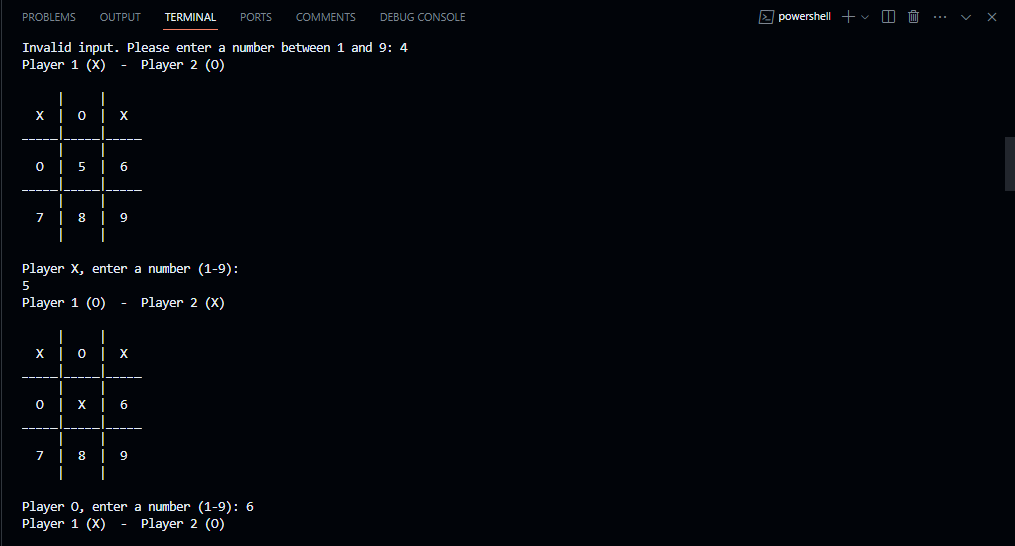 PROBLEMS OUTPUT TERMINAL PORTS COMMENTS DEBUG CONSOLE powershell
Invalid input. Please enter a number between 1 and 9: 4
Player 1 (X)  -  Player 2 (O)
     |     |
  X  |  O  |  X
_____|_____|_____
     |     |
  O  |  5  |  6
_____|_____|_____
     |     |
  7  |  8  |  9
     |     |
Player X, enter a number (1-9):
5
Player 1 (O)  -  Player 2 (X)
     |     |
  X  |  O  |  X
_____|_____|_____
     |     |
  O  |  X  |  6
_____|_____|_____
     |     |
  7  |  8  |  9
     |     |
Player O, enter a number (1-9): 6
Player 1 (X)  -  Player 2 (O)